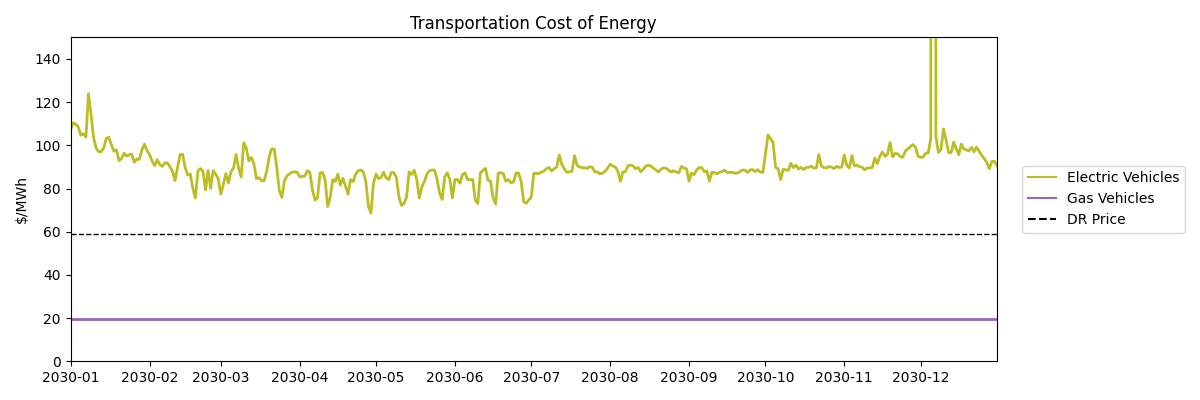 Transportation Cost of Energy
$/MWh
140
120
100
80
60
40
20
0
2030-01 2030-02 2030-03 2030-04 2030-05 2030-06 2030-07 2030-08 2030-09 2030-10 2030-11 2030-12
Electric Vehicles
Gas Vehicles
DR Price